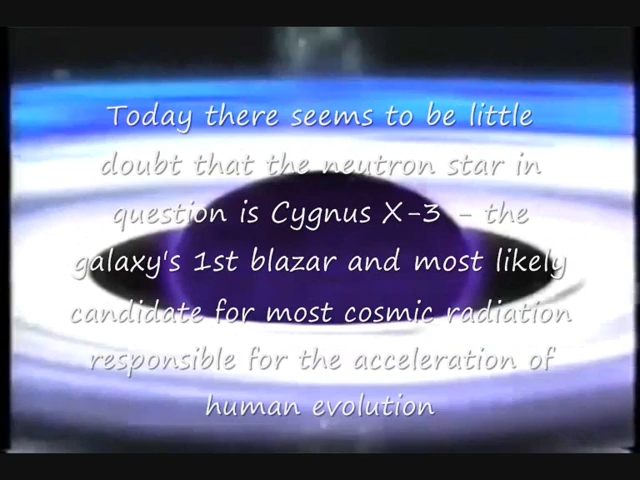 Today there seems to be little
doubt that the neutron star in
question is Cygnus X-3 - the
galaxy's 1st blazar and most likely
candidate for most cosmic radiation
responsible for the acceleration of
human evolution